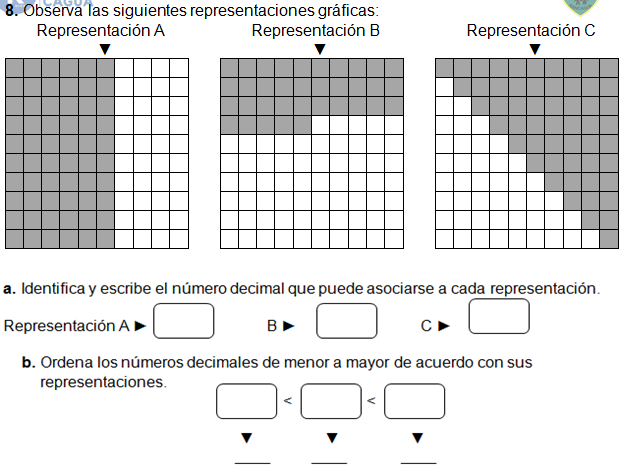 CAGUA
8. Observa las siguientes representaciones gráficas:
Representación A Representación B Representación C
a. Identifica y escribe el número decimal que puede asociarse a cada representación.
Representación A ► B ► C ►
b. Ordena los números decimales de menor a mayor de acuerdo con sus
representaciones.
< <